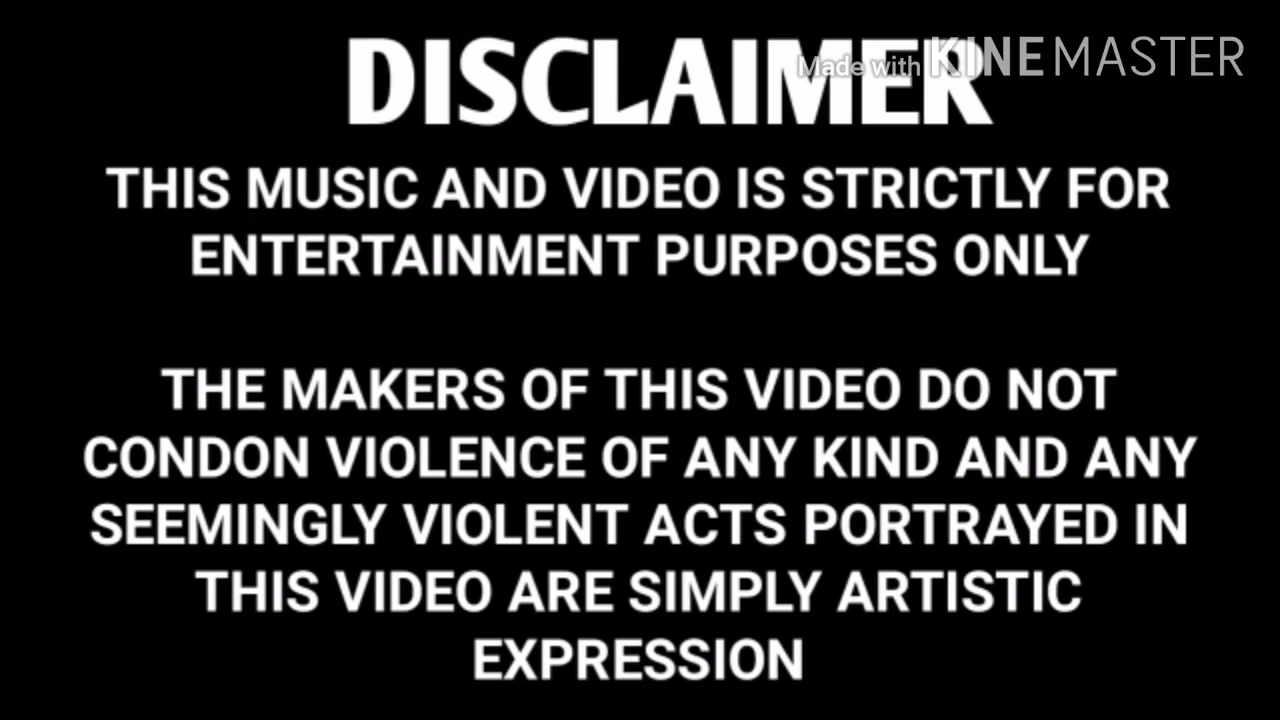 DISCLAIMER
Made with KINEMASTER
THIS MUSIC AND VIDEO IS STRICTLY FOR
ENTERTAINMENT PURPOSES ONLY
THE MAKERS OF THIS VIDEO DO NOT
CONDON VIOLENCE OF ANY KIND AND ANY
SEEMINGLY VIOLENT ACTS PORTRAYED IN
THIS VIDEO ARE SIMPLY ARTISTIC
EXPRESSION